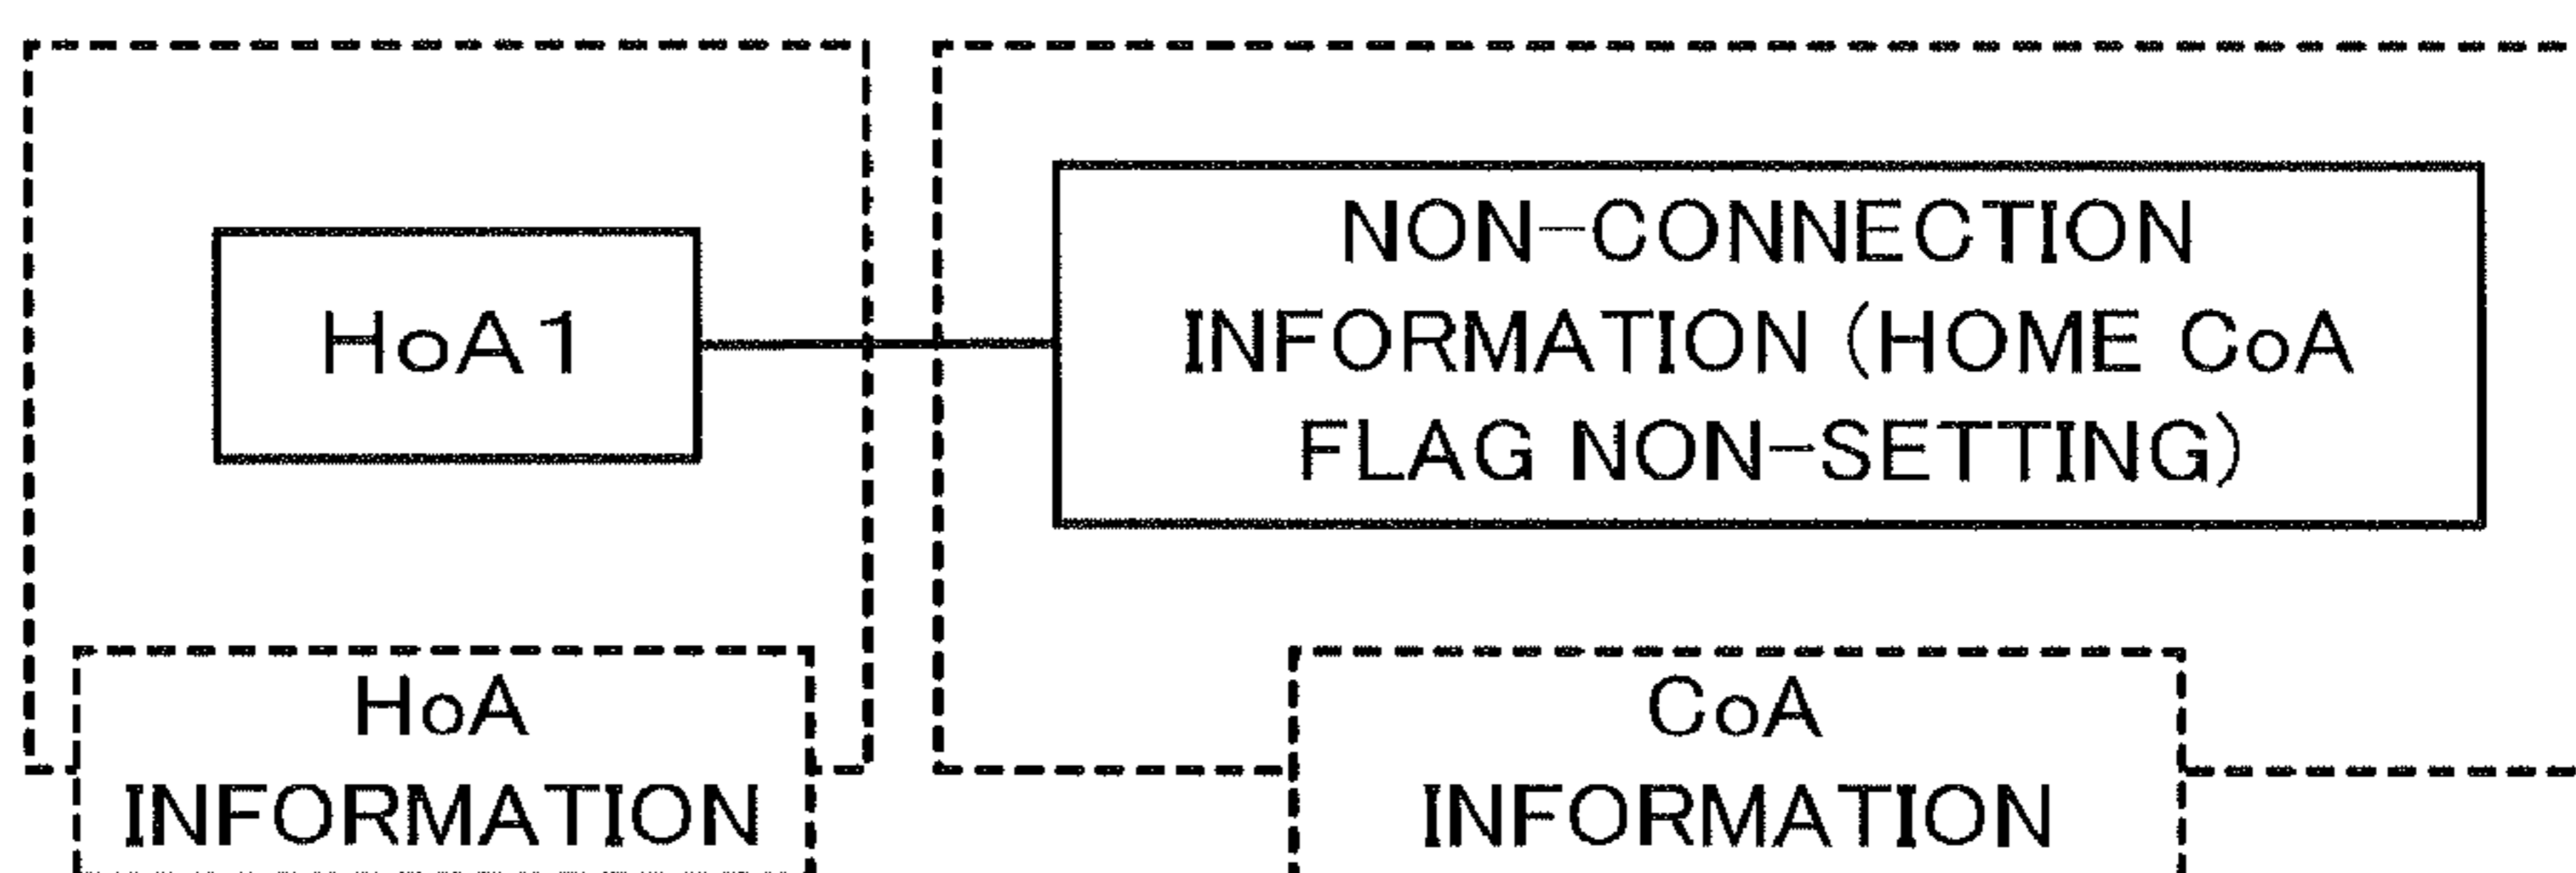 HoA1
NON-CONNECTION
INFORMATION (HOME CoA
FLAG NON-SETTING)
HoA
INFORMATION
CoA
INFORMATION